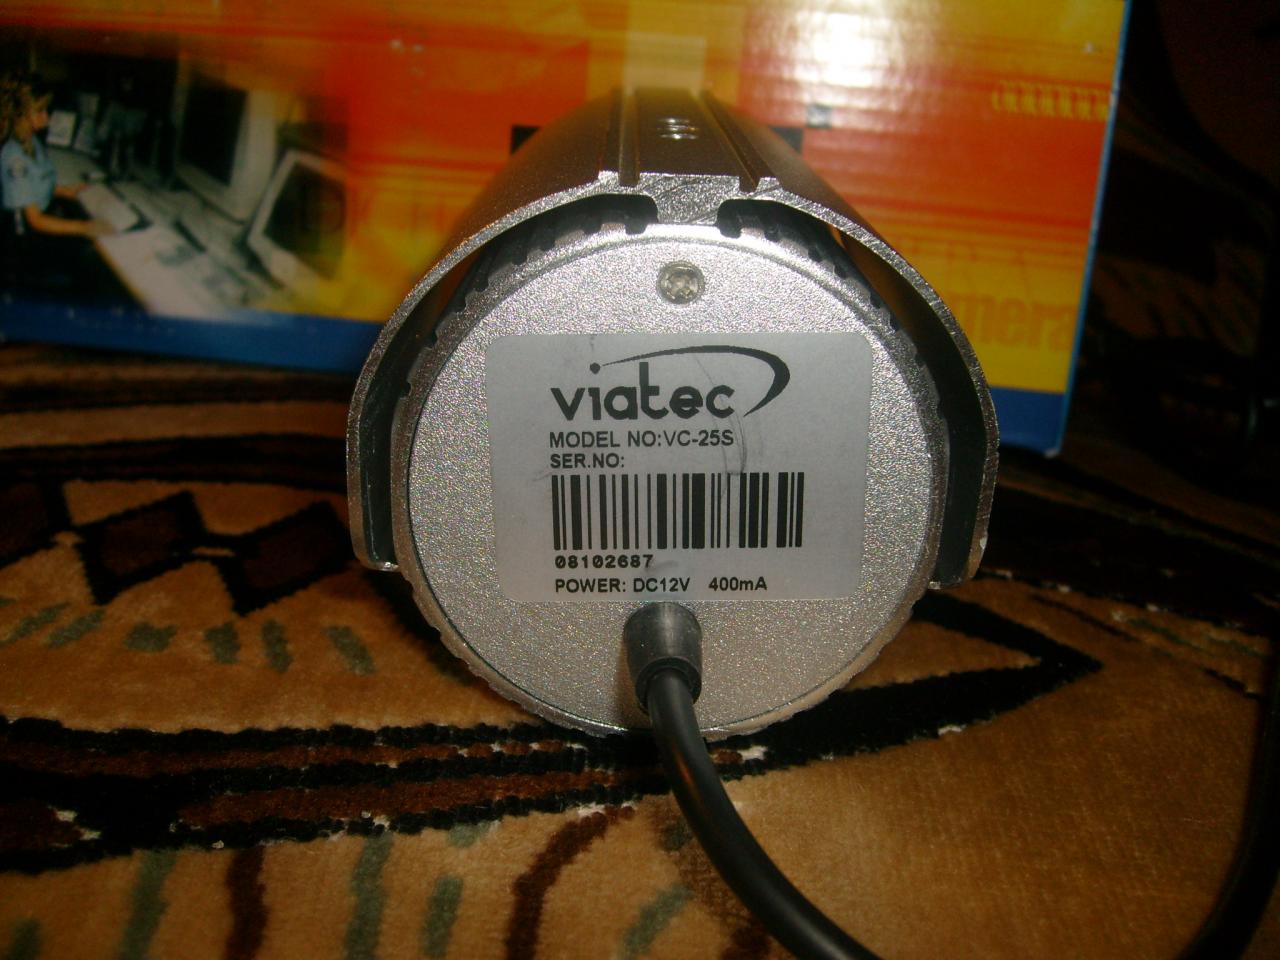 viatec
MODEL NO:VC-25S
SER.NO:
08102687
POWER: DC12V 400mA